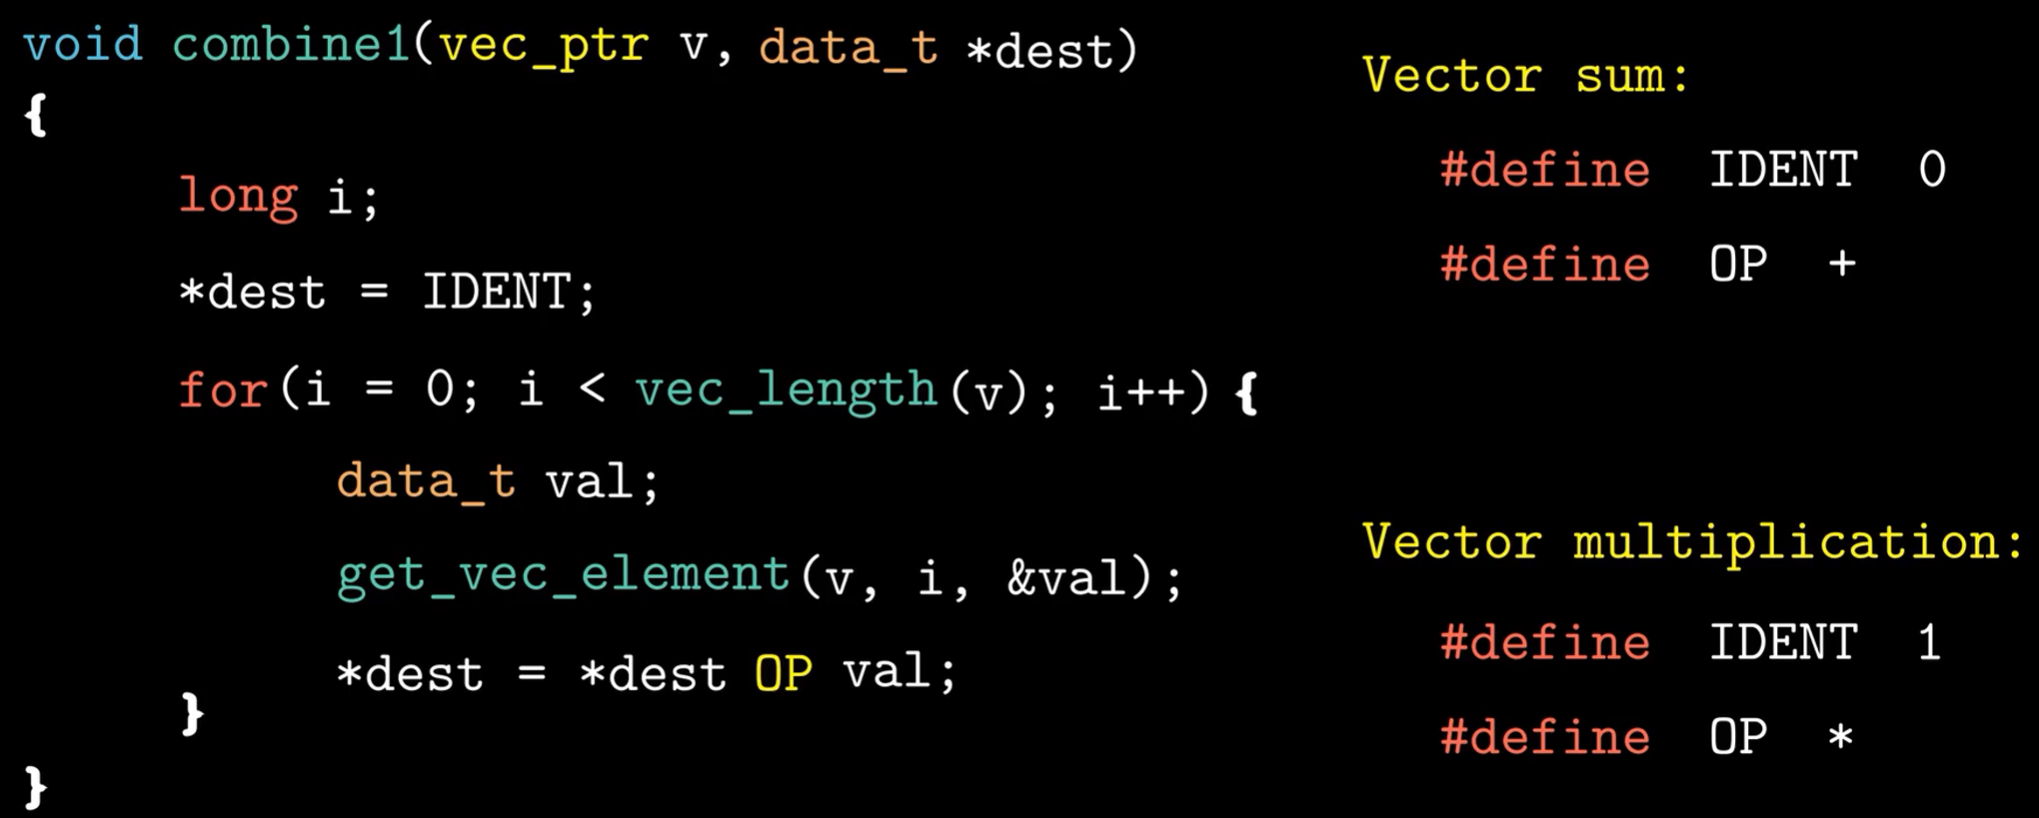 void combine1(vec_ptr v, data_t *dest)
{
long i;
*dest = IDENT;
for(i = 0; i < vec_length(v); i++) {
data_t val;
get_vec_element(v, i, &val);
*dest = *dest OP val;
}
}
Vector sum:
#define IDENT 0
#define OP +
Vector multiplication:
#define IDENT 1
#define OP *